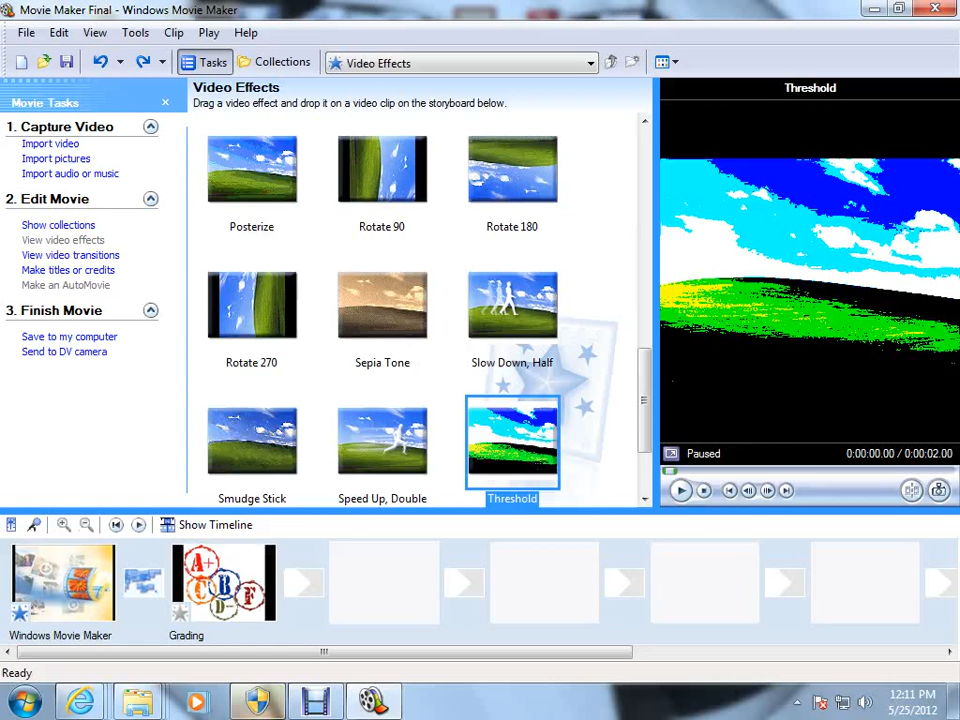 Movie Maker Final - Windows Movie Maker
File Edit View Tools Clip Play Help
Tasks Collections Video Effects
Movie Tasks
1. Capture Video
Import video
Import pictures
Import audio or music
2. Edit Movie
Show collections
View video effects
View video transitions
Make titles or credits
Make an AutoMovie
3. Finish Movie
Save to my computer
Send to DV camera
Video Effects
Drag a video effect and drop it on a video clip on the storyboard below.
Posterize Rotate 90 Rotate 180
Rotate 270 Sepia Tone Slow Down, Half
Smudge Stick Speed Up, Double Threshold
Threshold
Paused 0:00:00.00 / 0:00:02.00
Show Timeline
A+
C B
D- F
Windows Movie Maker Grading
Ready
12:11 PM
5/25/2012